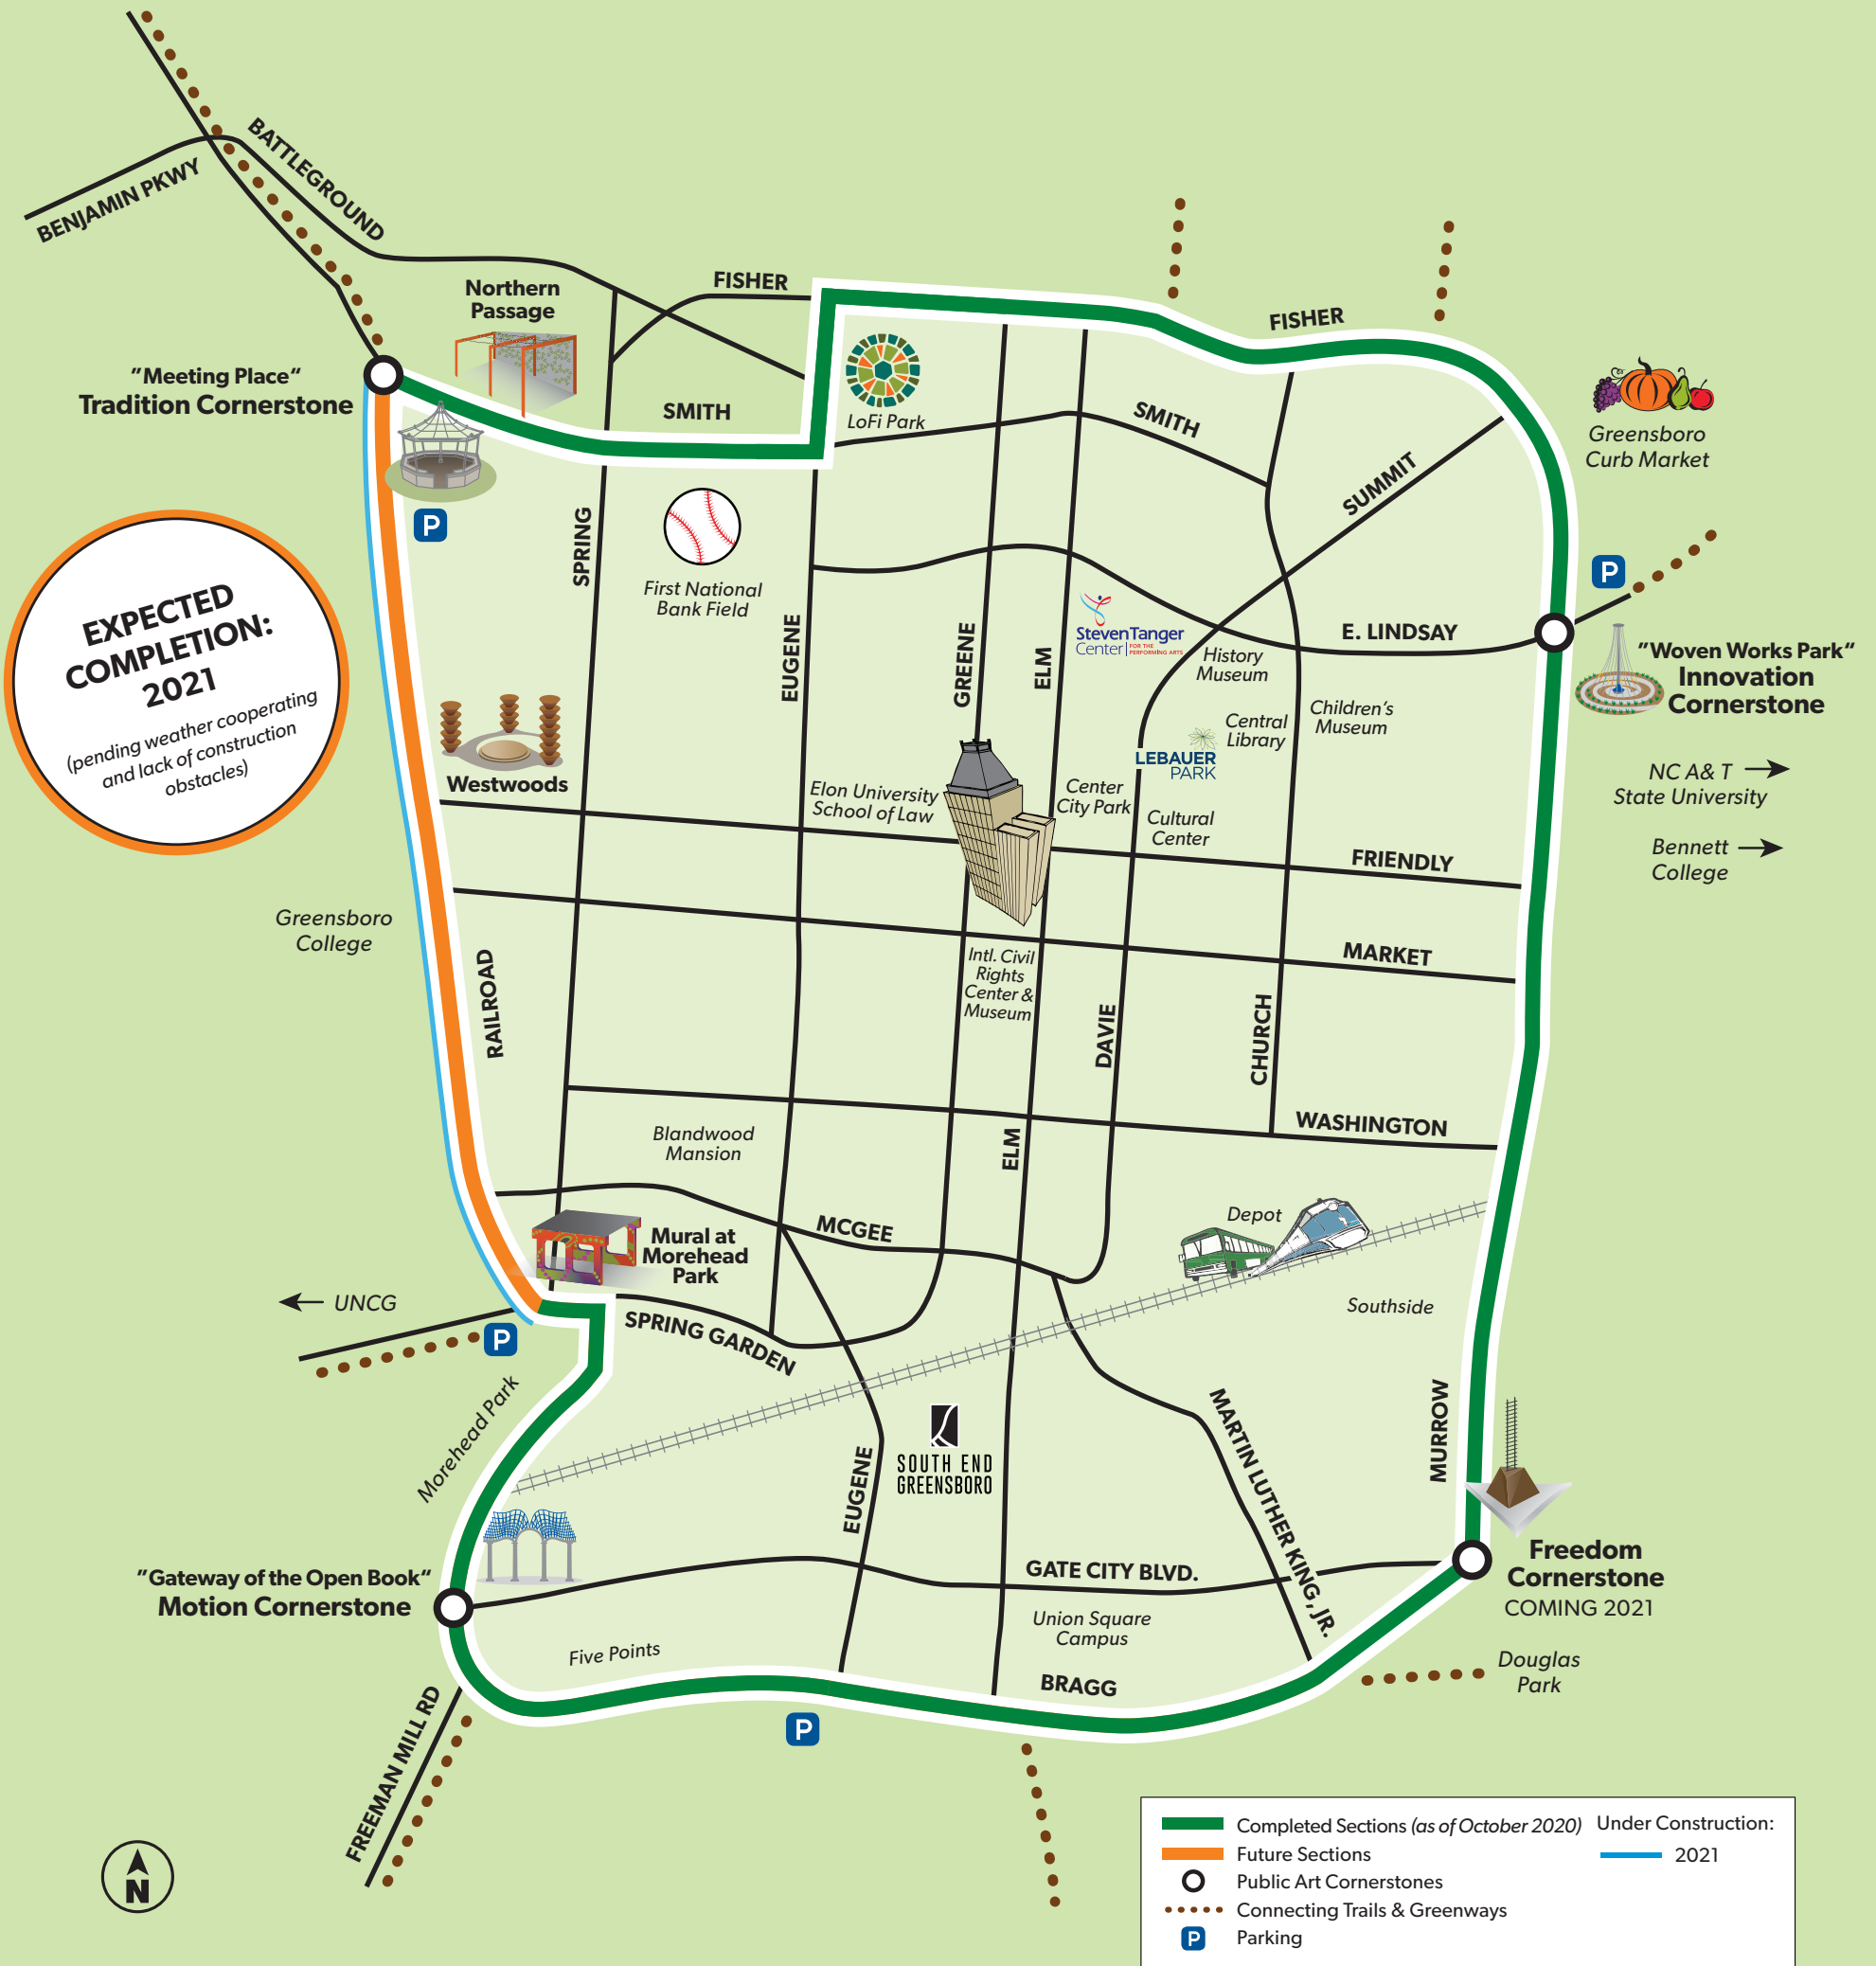 BATTLEGROUND
BENJAMIN PKWY
Northern
Passage
FISHER
FISHER
"Meeting Place"
Tradition Cornerstone
SMITH
LoFi Park
SMITH
Greensboro
Curb Market
SUMMIT
P
SPRING
First National
Bank Field
P
EXPECTED
COMPLETION:
2021
(pending weather cooperating
and lack of construction
obstacles)
EUGENE
GREENE
ELM
Steven Tanger
Center FOR THE
PERFORMING ARTS
E. LINDSAY
History
Museum
"Woven Works Park"
Innovation
Cornerstone
Children's
Museum
Central
Library
LEBAUER
PARK
Westwoods
Elon University
School of Law
Center
City Park
Cultural
Center
NC A & T
State University
Bennett
College
FRIENDLY
Greensboro
College
MARKET
RAILROAD
Intl. Civil
Rights
Center &
Museum
DAVIE
CHURCH
WASHINGTON
Blandwood
Mansion
ELM
MCGEE
Depot
Mural at
Morehead
Park
UNCG
P
SPRING GARDEN
Southside
Morehead Park
SOUTH END
GREENSBORO
EUGENE
MARTIN LUTHER KING, JR.
MURROW
"Gateway of the Open Book"
Motion Cornerstone
GATE CITY BLVD.
Freedom
Cornerstone
COMING 2021
Union Square
Campus
Five Points
Douglas
Park
BRAGG
P
FREEMAN MILL RD
N
Completed Sections (as of October 2020)
Future Sections
Public Art Cornerstones
Connecting Trails & Greenways
P Parking
Under Construction:
2021